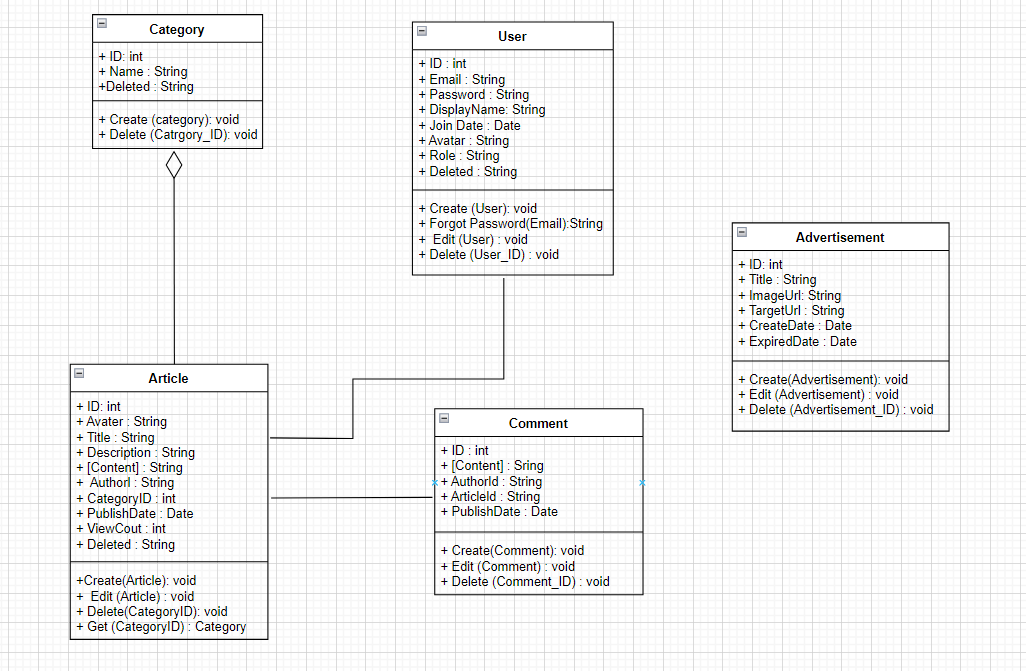 Category
+ ID: int
+ Name : String
+Deleted : String
+ Create (category): void
+ Delete (Catrgory_ID): void
User
+ ID : int
+ Email : String
+ Password : String
+ DisplayName: String
+ Join Date : Date
+ Avatar : String
+ Role : String
+ Deleted : String
+ Create (User): void
+ Forgot Password(Email):String
+ Edit (User) : void
+ Delete (User_ID) : void
Advertisement
+ ID: int
+ Title : String
+ ImageUrl: String
+ TargetUrl : String
+ CreateDate : Date
+ ExpiredDate : Date
+ Create(Advertisement): void
+ Edit (Advertisement) : void
+ Delete (Advertisement_ID) : void
Article
+ ID: int
+ Avater : String
+ Title : String
+ Description : String
+ [Content] : String
+ AuthorI : String
+ CategoryID : int
+ PublishDate : Date
+ ViewCout : int
+ Deleted : String
+Create(Article): void
+ Edit (Article) : void
+ Delete(CategoryID): void
+ Get (CategoryID) : Category
Comment
+ ID : int
+ [Content] : Sring
+ AuthorId : String
+ ArticleId : String
+ PublishDate : Date
+ Create(Comment): void
+ Edit (Comment) : void
+ Delete (Comment_ID) : void